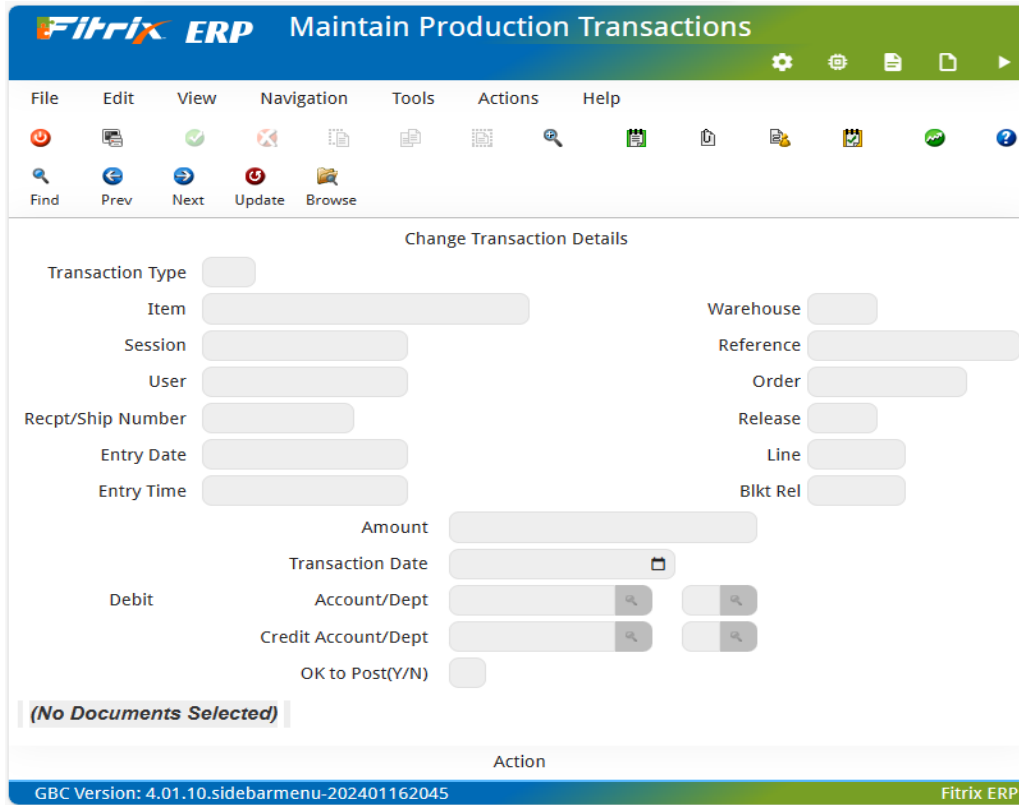 Fitrix ERP Maintain Production Transactions
File Edit View Navigation Tools Actions Help
Find Prev Next Update Browse
Change Transaction Details
Transaction Type
Item Warehouse
Session Reference
User Order
Recpt/Ship Number Release
Entry Date Line
Entry Time Blkt Rel
Amount
Transaction Date
Debit Account/Dept
Credit Account/Dept
OK to Post(Y/N)
(No Documents Selected)
Action
GBC Version: 4.01.10.sidebarmenu-202401162045 Fitrix ERP